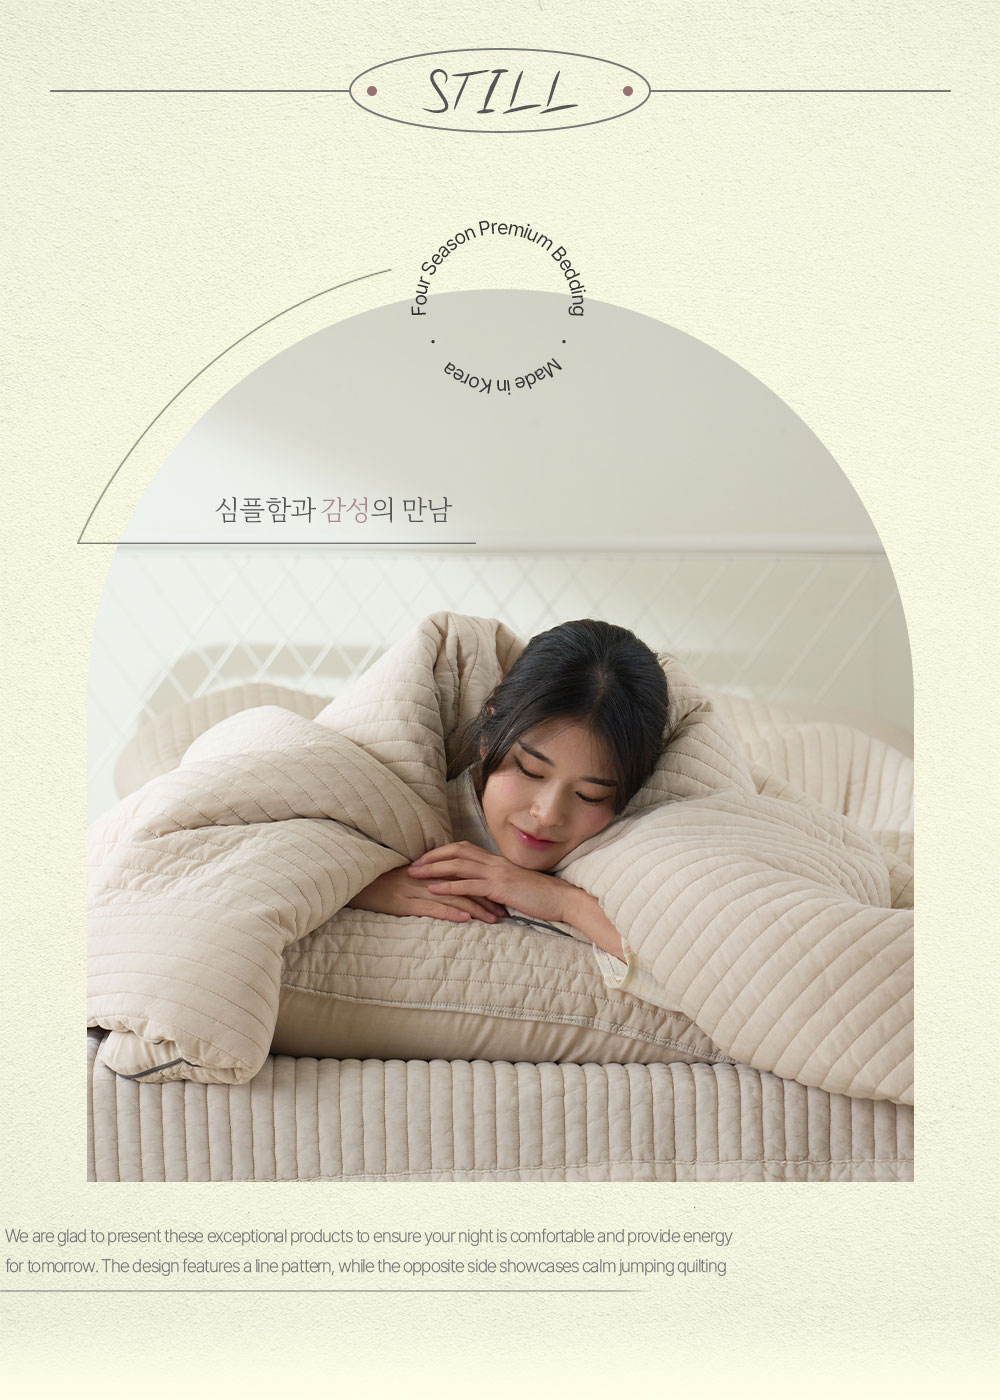 STILL
Four Season Premium Bedding
Made in Korea
심플함과 감성의 만남
We are glad to present these exceptional products to ensure your night is comfortable and provide energy
for tomorrow. The design features a line pattern, while the opposite side showcases calm jumping quilting